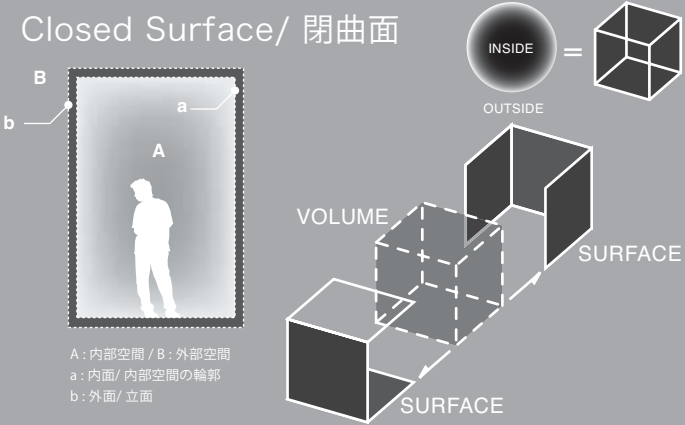 Closed Surface/ 閉曲面
INSIDE
=
OUTSIDE
B
a
b
A
VOLUME
SURFACE
SURFACE
A : 内部空間 / B : 外部空間
a : 内面/ 内部空間の輪郭
b : 外面/ 立面